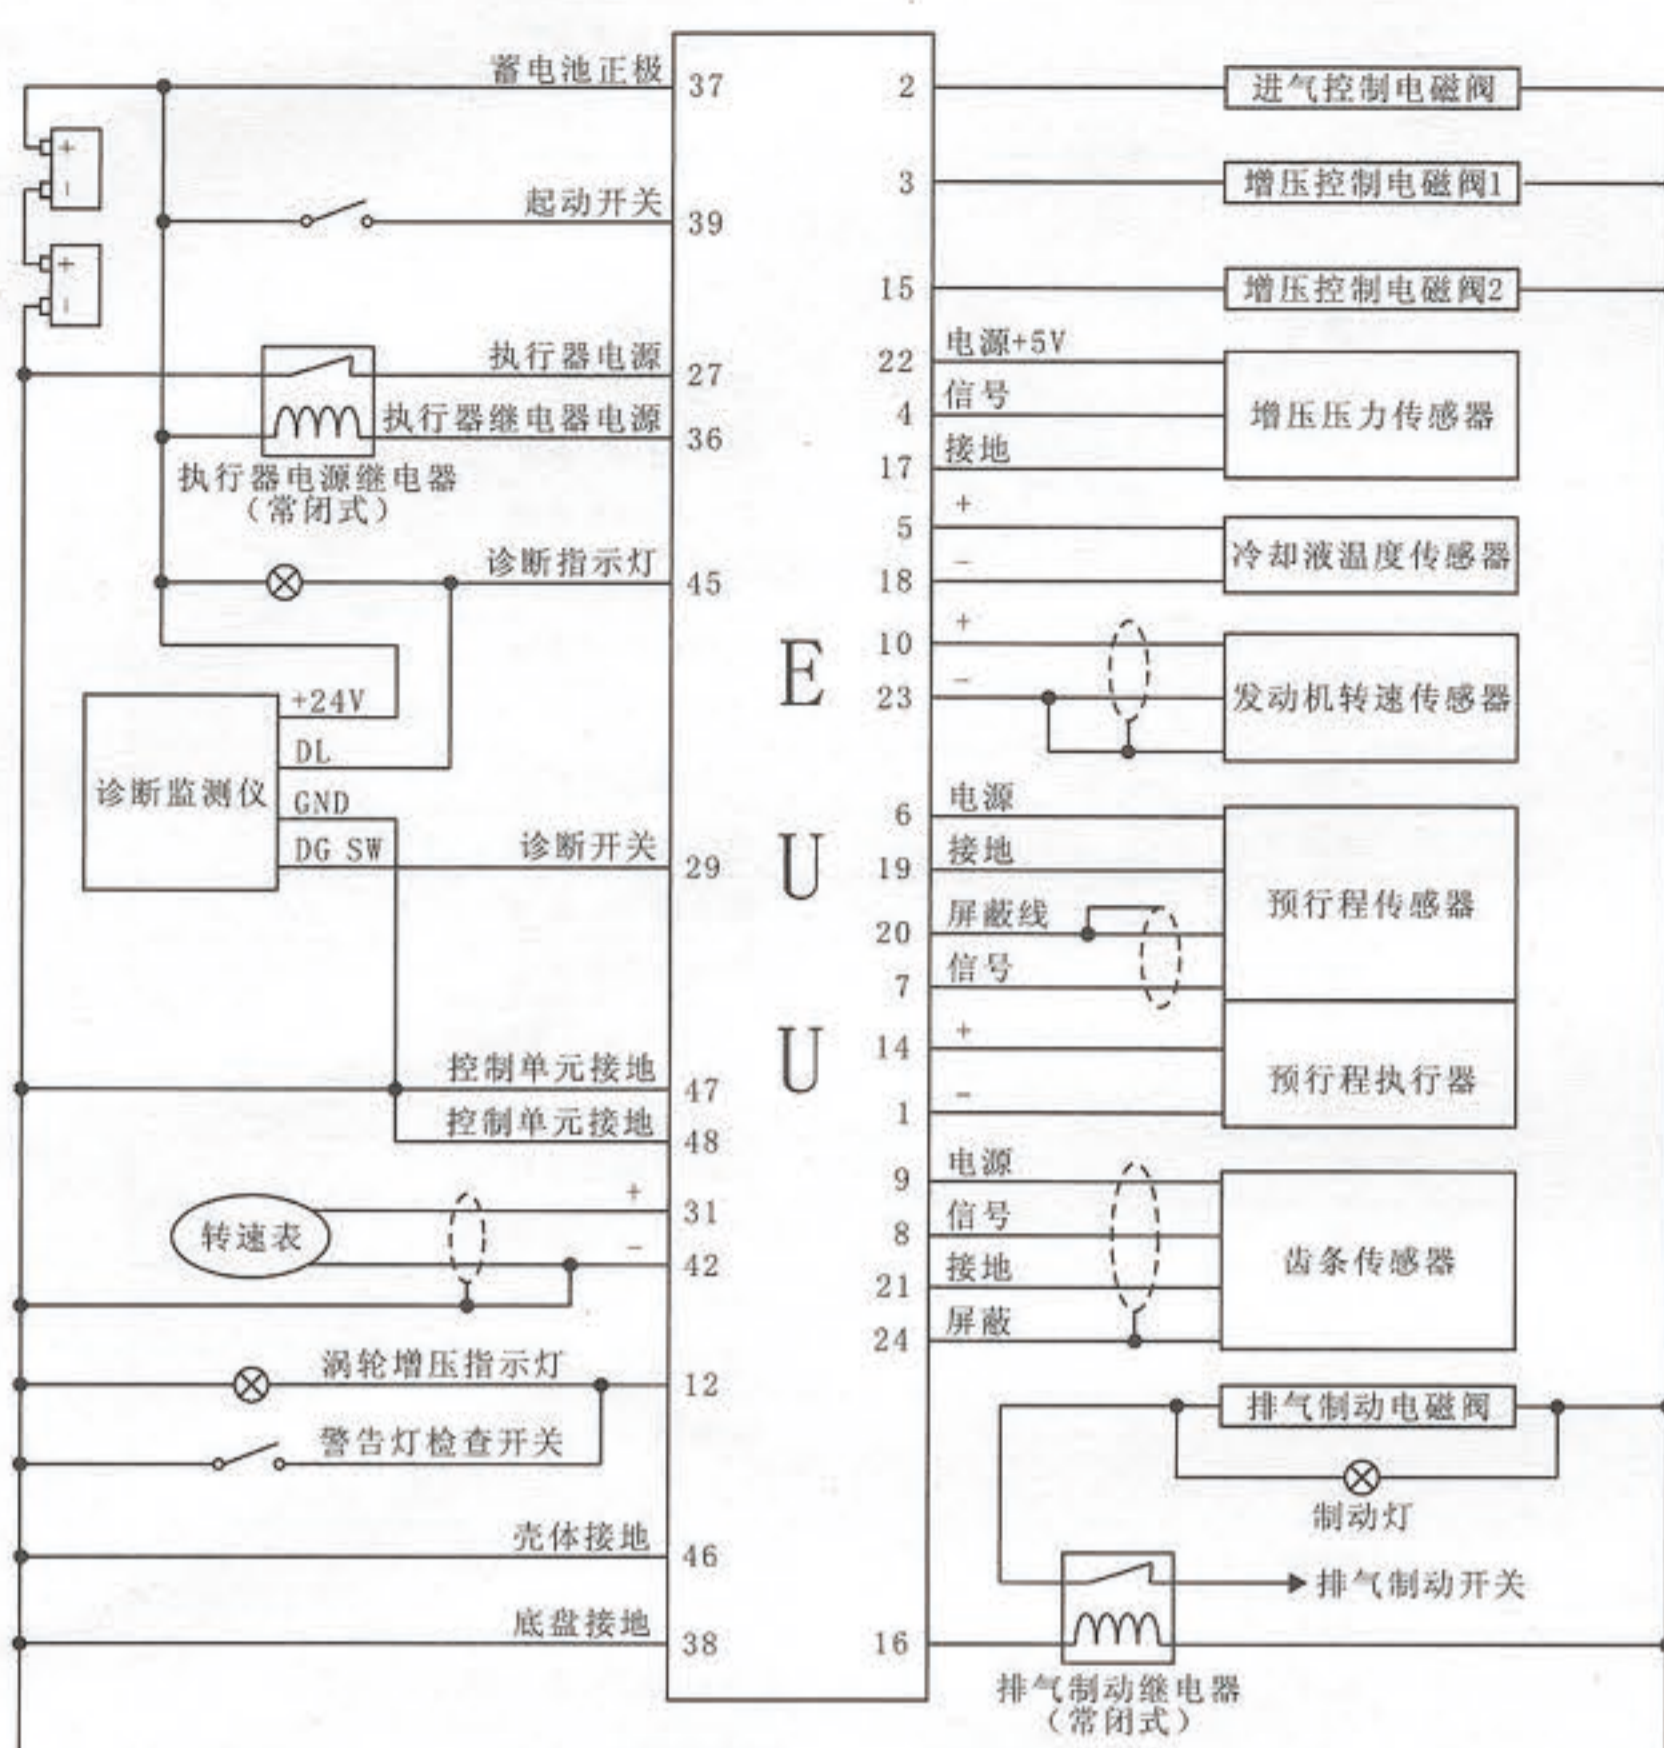 蓄电池正极 37
+
-
起动开关 39
+
-
执行器电源 27
执行器继电器电源 36
执行器电源继电器
(常闭式)
诊断指示灯 45
+24V
DL
诊断监测仪
GND
DG SW 诊断开关 29
控制单元接地 47
控制单元接地 48
+
31
转速表
-
42
涡轮增压指示灯 12
警告灯检查开关
壳体接地 46
底盘接地 38
E
U
U
2 进气控制电磁阀
3 增压控制电磁阀1
15 增压控制电磁阀2
22 电源+5V
4 信号 增压压力传感器
17 接地
+
5
冷却液温度传感器
-
18
+
10
-
23 发动机转速传感器
6 电源
19 接地
预行程传感器
20 屏蔽线
7 信号
+
14
预行程执行器
-
1
9 电源
8 信号
齿条传感器
21 接地
24 屏蔽
排气制动电磁阀
制动灯
排气制动开关
16
排气制动继电器
(常闭式)